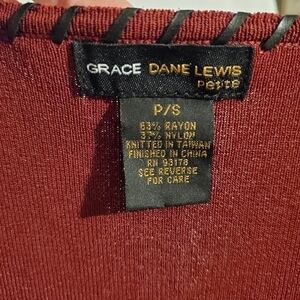 GRACE DANE LEWIS
Petite
P/S
63% RAYON
37% NYLON
KNITTED IN TAIWAN
FINISHED IN CHINA
RN 93178
SEE REVERSE
FOR CARE